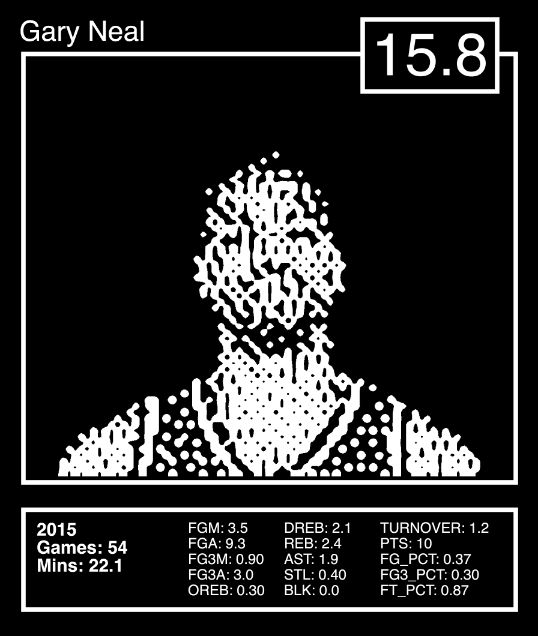 Gary Neal
15.8
2015
Games: 54
Mins: 22.1
FGM: 3.5
FGA: 9.3
FG3M: 0.90
FG3A: 3.0
OREB: 0.30
DREB: 2.1
REB: 2.4
AST: 1.9
STL: 0.40
BLK: 0.0
TURNOVER: 1.2
PTS: 10
FG_PCT: 0.37
FG3_PCT: 0.30
FT_PCT: 0.87